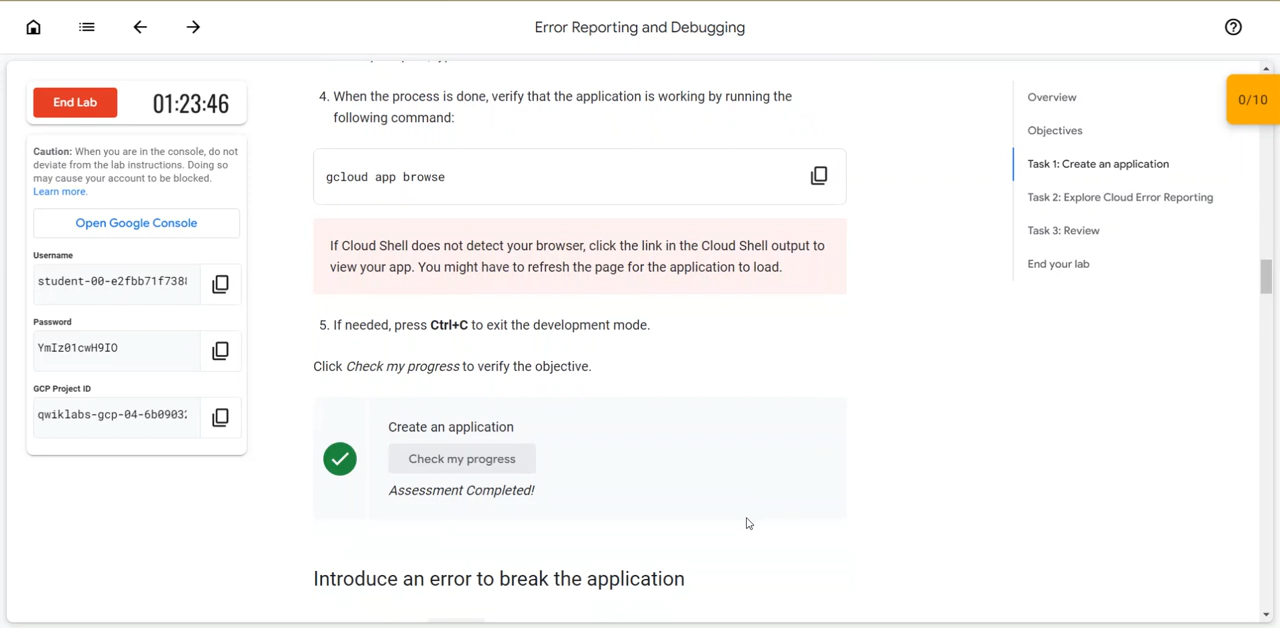 Error Reporting and Debugging
End Lab
01:23:46
Caution: When you are in the console, do not
deviate from the lab instructions. Doing so
may cause your account to be blocked.
Learn more.
Open Google Console
Username
student-00-e2fbb71f738
Password
YmIz01cwH9IO
GCP Project ID
qwiklabs-gcp-04-6b0903
4. When the process is done, verify that the application is working by running the
following command:
gcloud app browse
If Cloud Shell does not detect your browser, click the link in the Cloud Shell output to
view your app. You might have to refresh the page for the application to load.
5. If needed, press Ctrl+C to exit the development mode.
Click Check my progress to verify the objective.
Create an application
Check my progress
Assessment Completed!
Introduce an error to break the application
Overview
Objectives
Task 1: Create an application
Task 2: Explore Cloud Error Reporting
Task 3: Review
End your lab
0/10